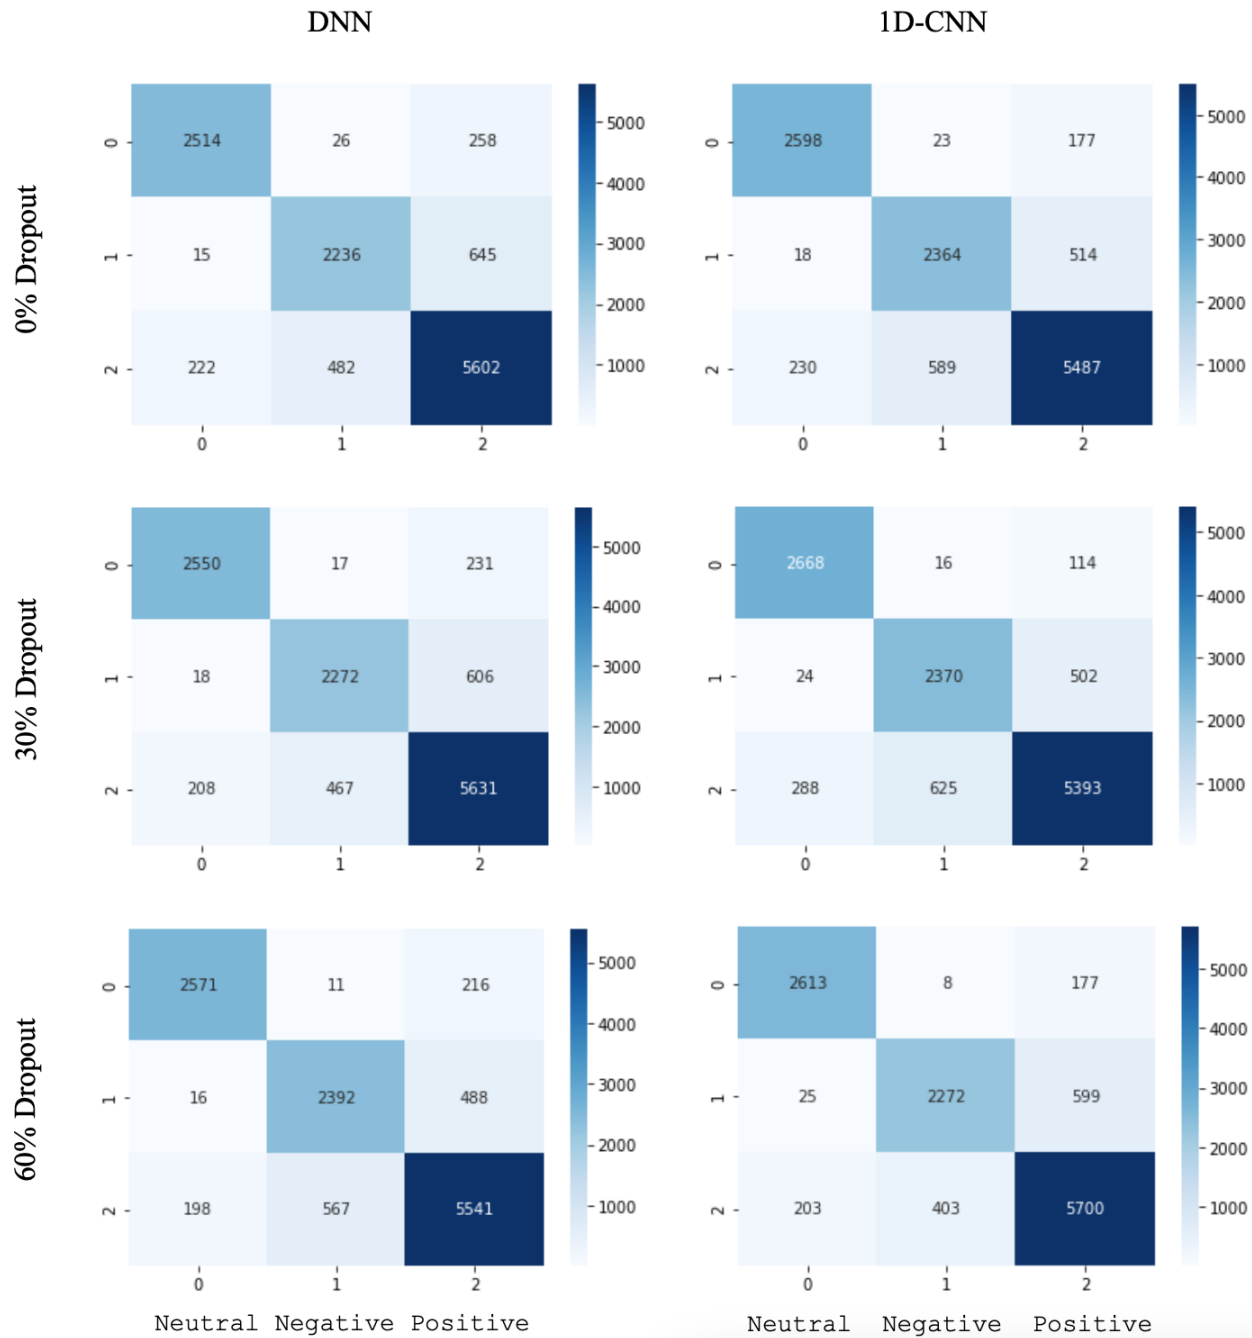 DNN
1D-CNN
0% Dropout
0 2514 26 258 5000
4000
1 15 2236 645 3000
2000
2 222 482 5602 1000
0 1 2
0 2598 23 177 5000
4000
1 18 2364 514 3000
2000
2 230 589 5487 1000
0 1 2
30% Dropout
0 2550 17 231 5000
4000
1 18 2272 606 3000
2000
2 208 467 5631 1000
0 1 2
0 2668 16 114 5000
4000
1 24 2370 502 3000
2000
2 288 625 5393 1000
0 1 2
60% Dropout
0 2571 11 216 5000
4000
1 16 2392 488 3000
2000
2 198 567 5541 1000
0 1 2
Neutral Negative Positive
0 2613 8 177 5000
4000
1 25 2272 599 3000
2000
2 203 403 5700 1000
0 1 2
Neutral Negative Positive